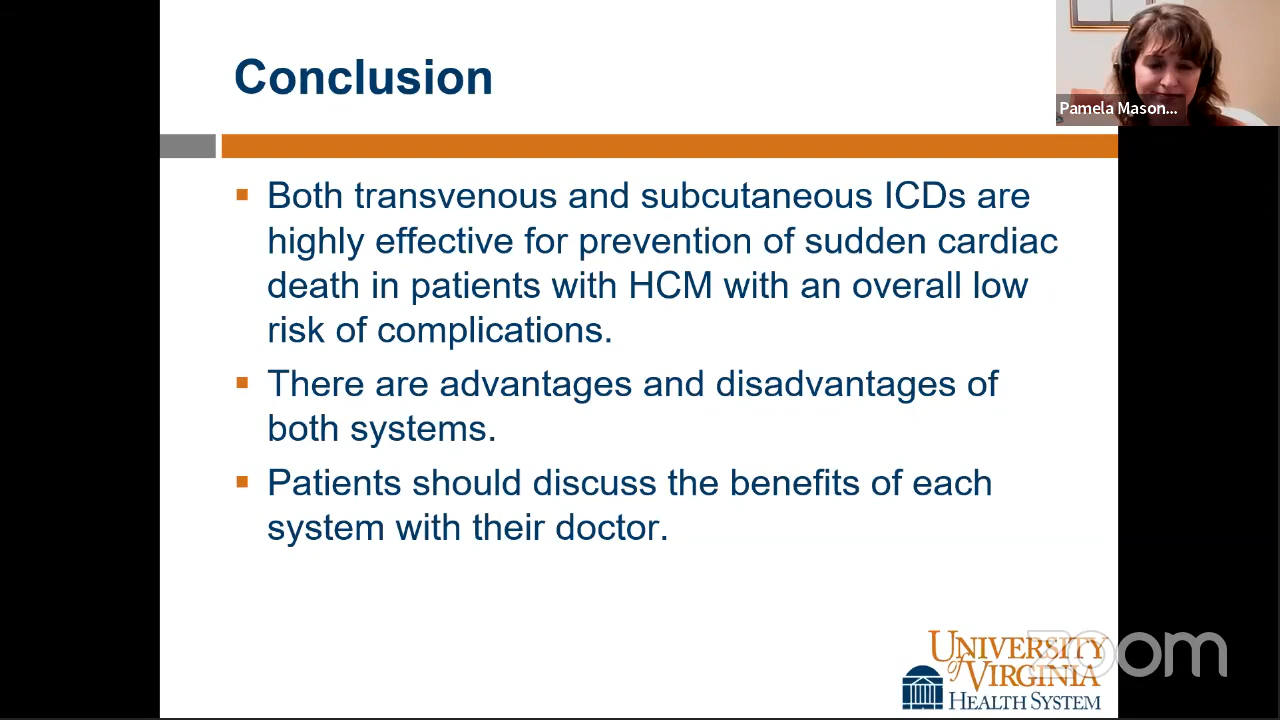 Conclusion
Pamela Mason...
Both transvenous and subcutaneous ICDs are
highly effective for prevention of sudden cardiac
death in patients with HCM with an overall low
risk of complications.
There are advantages and disadvantages of
both systems.
Patients should discuss the benefits of each
system with their doctor.
UNIVERSITY
of VIRGINIA
HEALTH SYSTEM
zoom